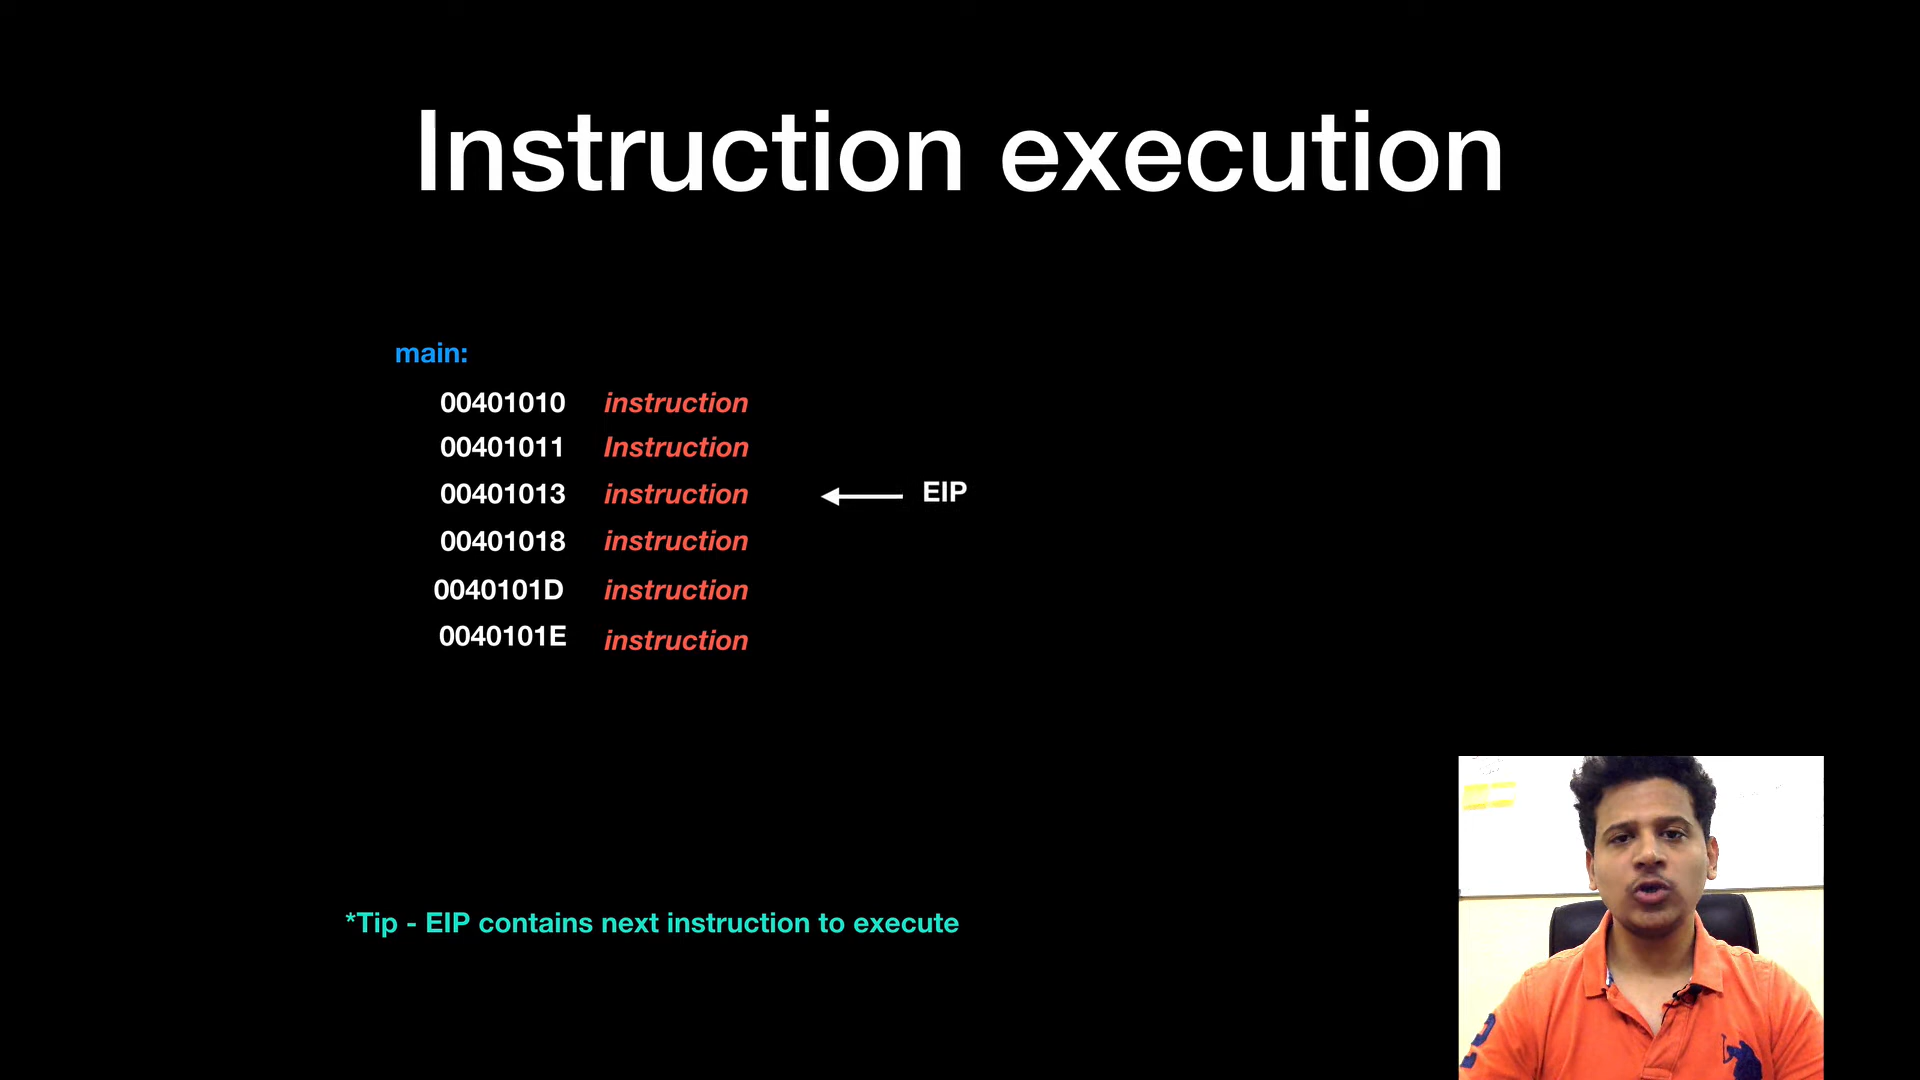 Instruction execution
main:
00401010 instruction
00401011 Instruction
00401013 instruction EIP
00401018 instruction
0040101D instruction
0040101E instruction
*Tip - EIP contains next instruction to execute
2